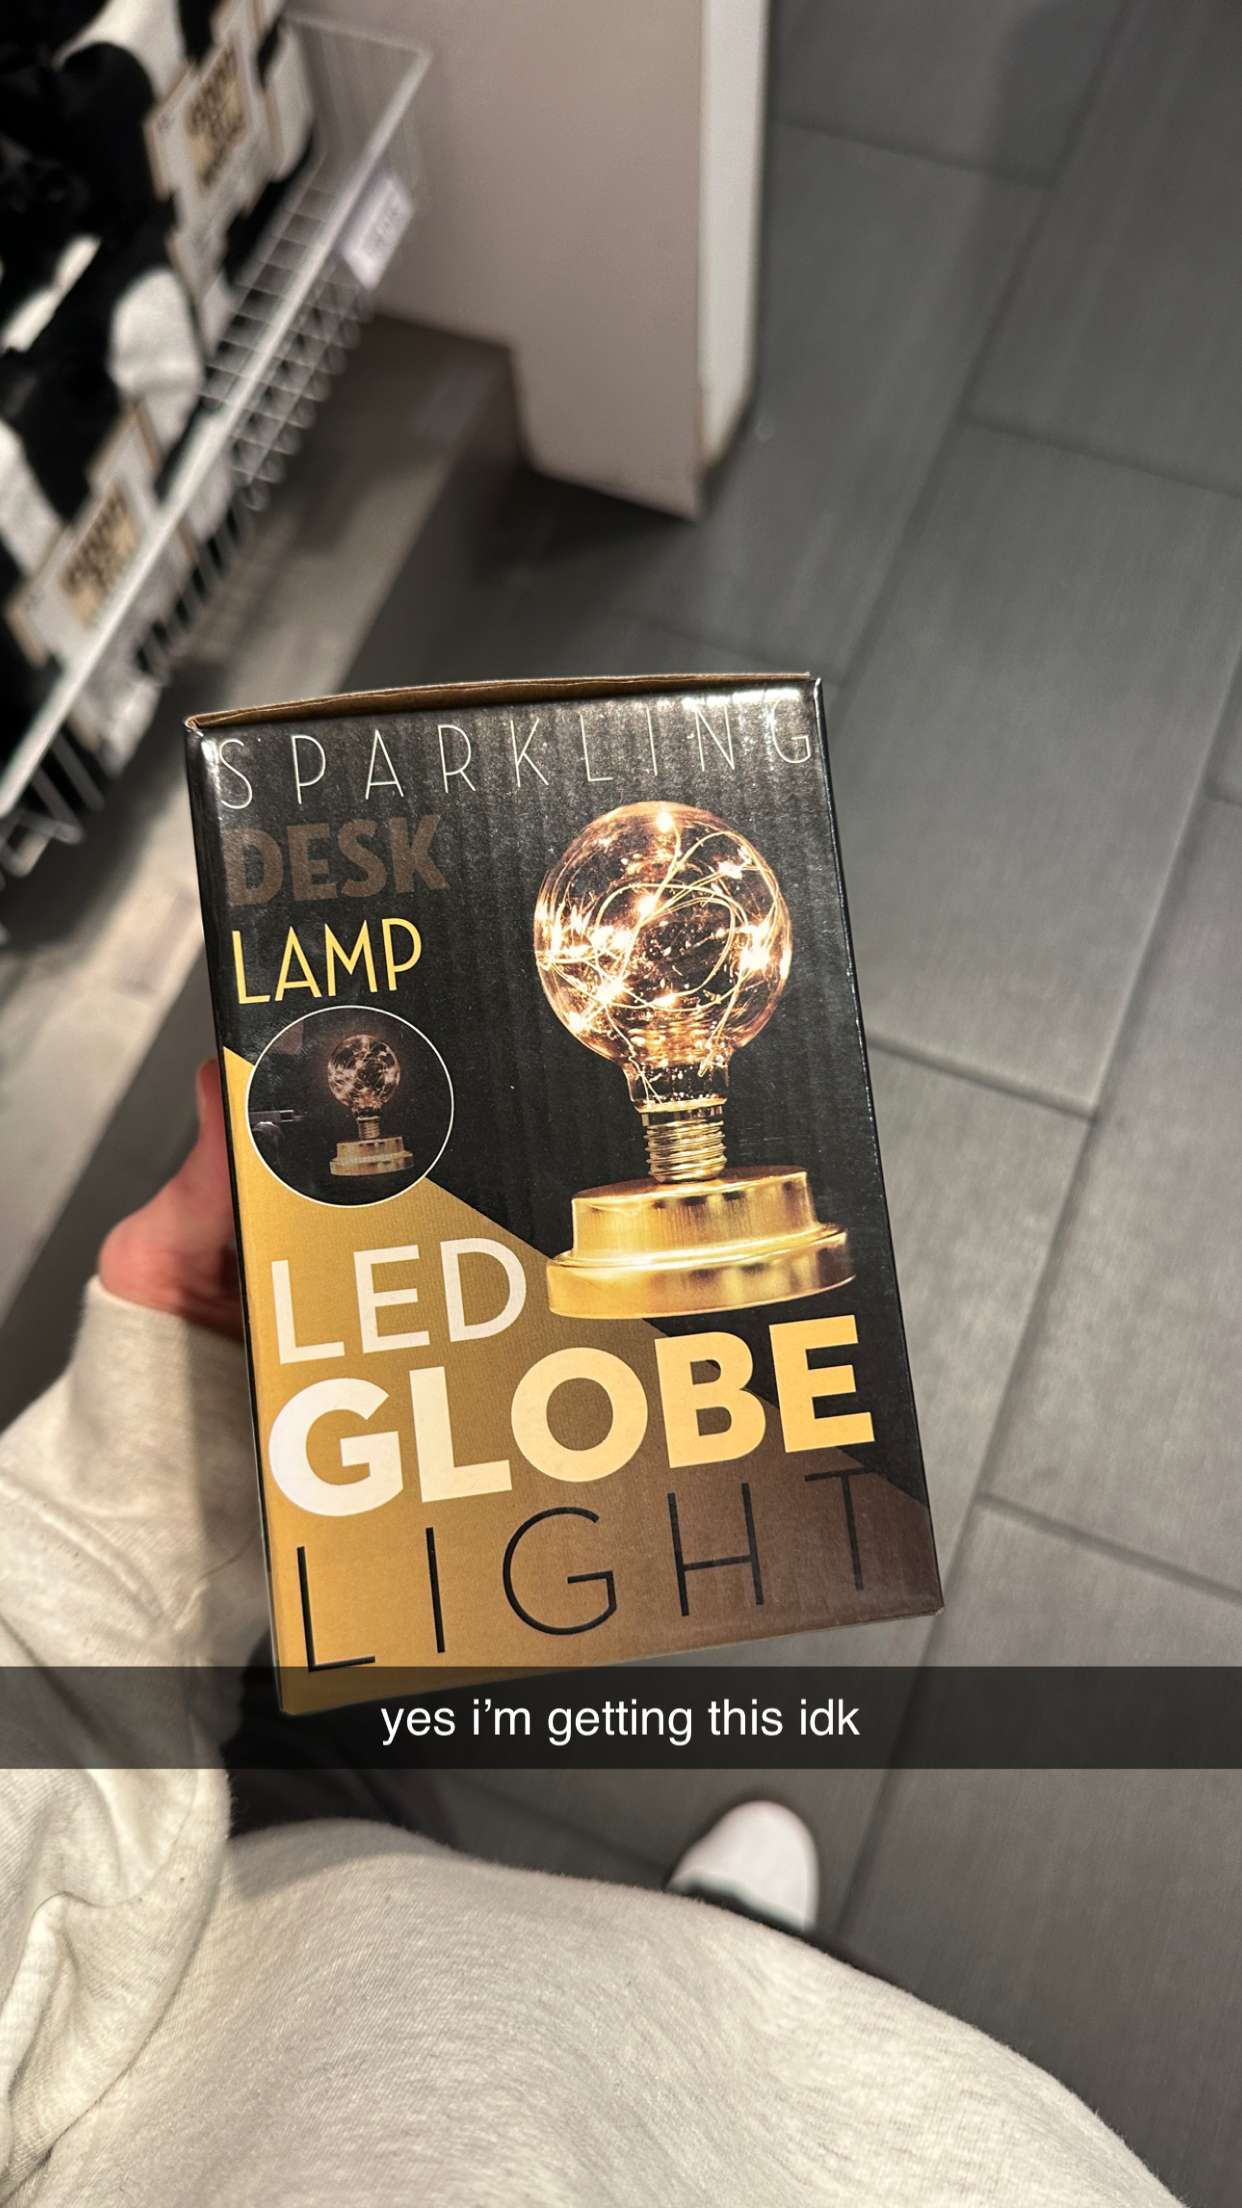 SPARKLING
DESK
LAMP
LED
GLOBE
LIGHT
yes i’m getting this idk